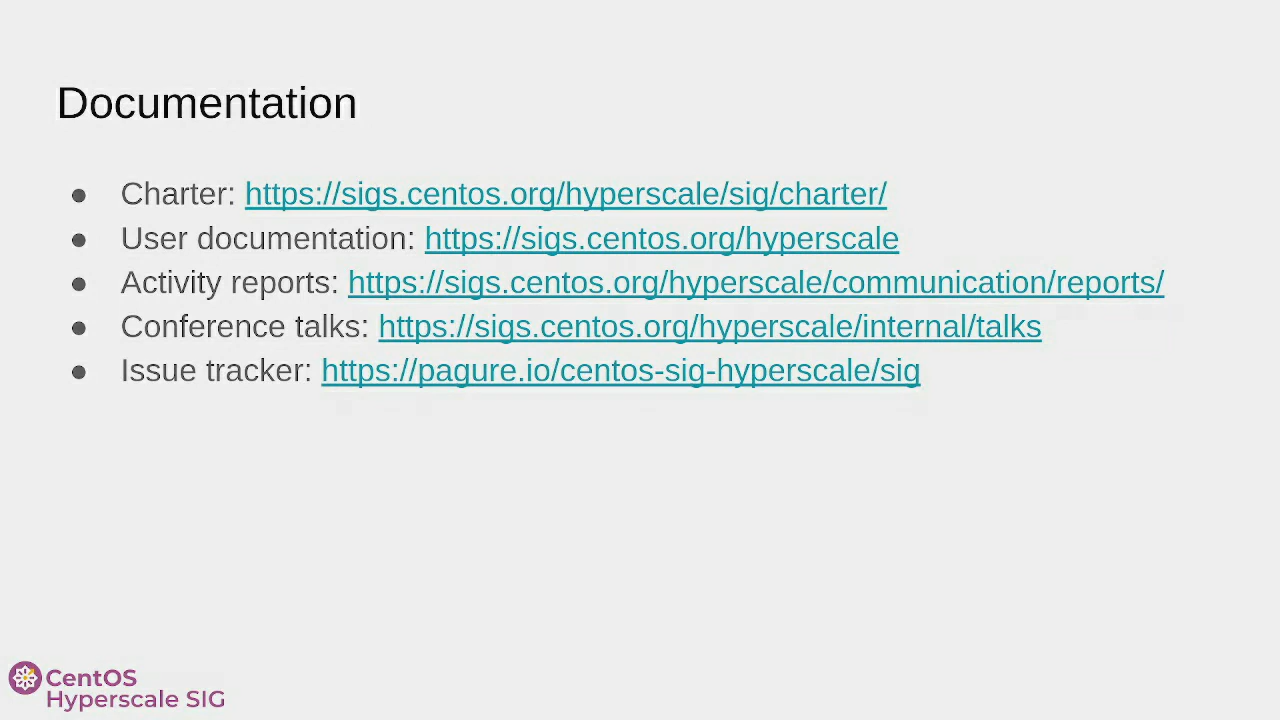 Documentation
● Charter: https://sigs.centos.org/hyperscale/sig/charter/
● User documentation: https://sigs.centos.org/hyperscale
● Activity reports: https://sigs.centos.org/hyperscale/communication/reports/
● Conference talks: https://sigs.centos.org/hyperscale/internal/talks
● Issue tracker: https://pagure.io/centos-sig-hyperscale/sig
CentOS
Hyperscale SIG